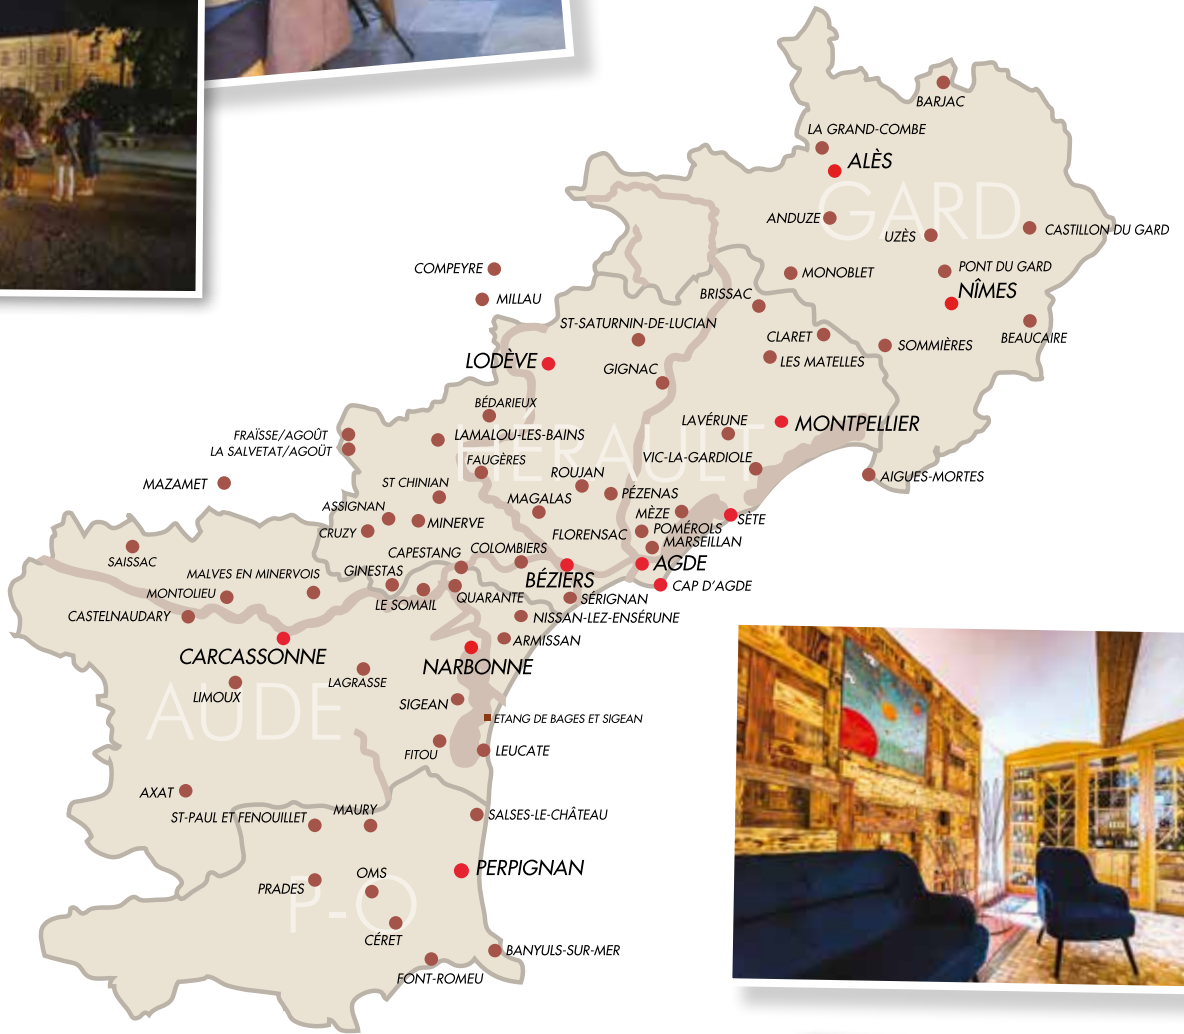 BARJAC
LA GRAND-COMBE
ALÈS
GARD
ANDUZE
UZÈS
CASTILLON DU GARD
COMPEYRE
MONOBLET
PONT DU GARD
MILLAU
BRISSAC
NÎMES
ST-SATURNIN-DE-LUCIAN
CLARET
SOMMIÈRES
BEAUCAIRE
LODÈVE
GIGNAC
LES MATELLES
BÉDARIEUX
LAVÉRUNE
MONTPELLIER
FRAÏSSE/AGOÛT
LAMALOU-LES-BAINS
HÉRAULT
LA SALVETAT/AGOÜT
FAUGÈRES
VIC-LA-GARDIOLE
MAZAMET
ST CHINIAN
ROUJAN
AIGUES-MORTES
MAGALAS
PÉZENAS
ASSIGNAN
MÈZE
SÈTE
CRUZY
MINERVE
FLORENSAC
POMÉROLS
MARSEILLAN
SAISSAC
CAPESTANG
COLOMBIERS
AGDE
MALVES EN MINERVOIS
GINESTAS
BÉZIERS
CAP D'AGDE
MONTOLIEU
LE SOMAIL
QUARANTE
SÉRIGNAN
CASTELNAUDARY
NISSAN-LEZ-ENSÉRUNE
ARMISSAN
CARCASSONNE
NARBONNE
LAGRASSE
LIMOUX
AUDE
SIGEAN
ETANG DE BAGES ET SIGEAN
FITOU
LEUCATE
AXAT
MAURY
ST-PAUL ET FENOUILLET
SALSES-LE-CHÂTEAU
PERPIGNAN
OMS
PRADES
P-O
CÉRET
BANYULS-SUR-MER
FONT-ROMEU